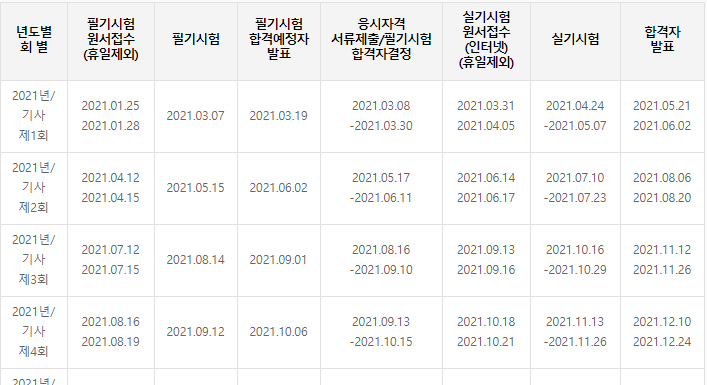 년도별
회 별
필기시험
원서접수
(휴일제외)
필기시험
필기시험
합격예정자
발표
응시자격
서류제출/필기시험
합격자결정
실기시험
원서접수
(인터넷)
(휴일제외)
실기시험
합격자
발표
2021년/
기사
제1회
2021.01.25
2021.01.28
2021.03.07
2021.03.19
2021.03.08
-2021.03.30
2021.03.31
2021.04.05
2021.04.24
-2021.05.07
2021.05.21
2021.06.02
2021년/
기사
제2회
2021.04.12
2021.04.15
2021.05.15
2021.06.02
2021.05.17
-2021.06.11
2021.06.14
2021.06.17
2021.07.10
-2021.07.23
2021.08.06
2021.08.20
2021년/
기사
제3회
2021.07.12
2021.07.15
2021.08.14
2021.09.01
2021.08.16
-2021.09.10
2021.09.13
2021.09.16
2021.10.16
-2021.10.29
2021.11.12
2021.11.26
2021년/
기사
제4회
2021.08.16
2021.08.19
2021.09.12
2021.10.06
2021.09.13
-2021.10.15
2021.10.18
2021.10.21
2021.11.13
-2021.11.26
2021.12.10
2021.12.24
2021년/